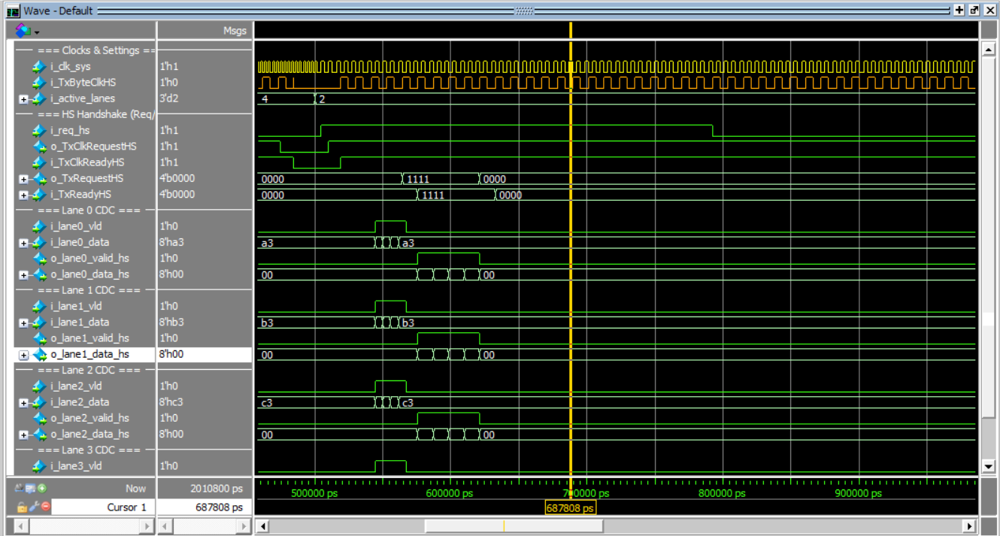 Wave - Default
Msgs
=== Clocks & Settings ==
i_clk_sys 1'h1
i_TxByteClkHS 1'h0
i_active_lanes 3'd2 4 2
=== HS Handshake (Req/
i_req_hs 1'h1
o_TxClkRequestHS 1'h1
i_TxClkReadyHS 1'h1
o_TxRequestHS 4'b0000 0000 1111 0000
i_TxReadyHS 4'b0000 0000 1111 0000
=== Lane 0 CDC ===
i_lane0_vld 1'h0
i_lane0_data 8'ha3 a3 a3
o_lane0_valid_hs 1'h0
o_lane0_data_hs 8'h00 00 00
=== Lane 1 CDC ===
i_lane1_vld 1'h0
i_lane1_data 8'hb3 b3 b3
o_lane1_valid_hs 1'h0
o_lane1_data_hs 8'h00 00 00
=== Lane 2 CDC ===
i_lane2_vld 1'h0
i_lane2_data 8'hc3 c3 c3
o_lane2_valid_hs 1'h0
o_lane2_data_hs 8'h00 00 00
=== Lane 3 CDC ===
i_lane3_vld 1'h0
Now 2010800 ps 500000 ps 600000 ps 800000 ps 900000 ps
Cursor 1 687808 ps 687808 ps